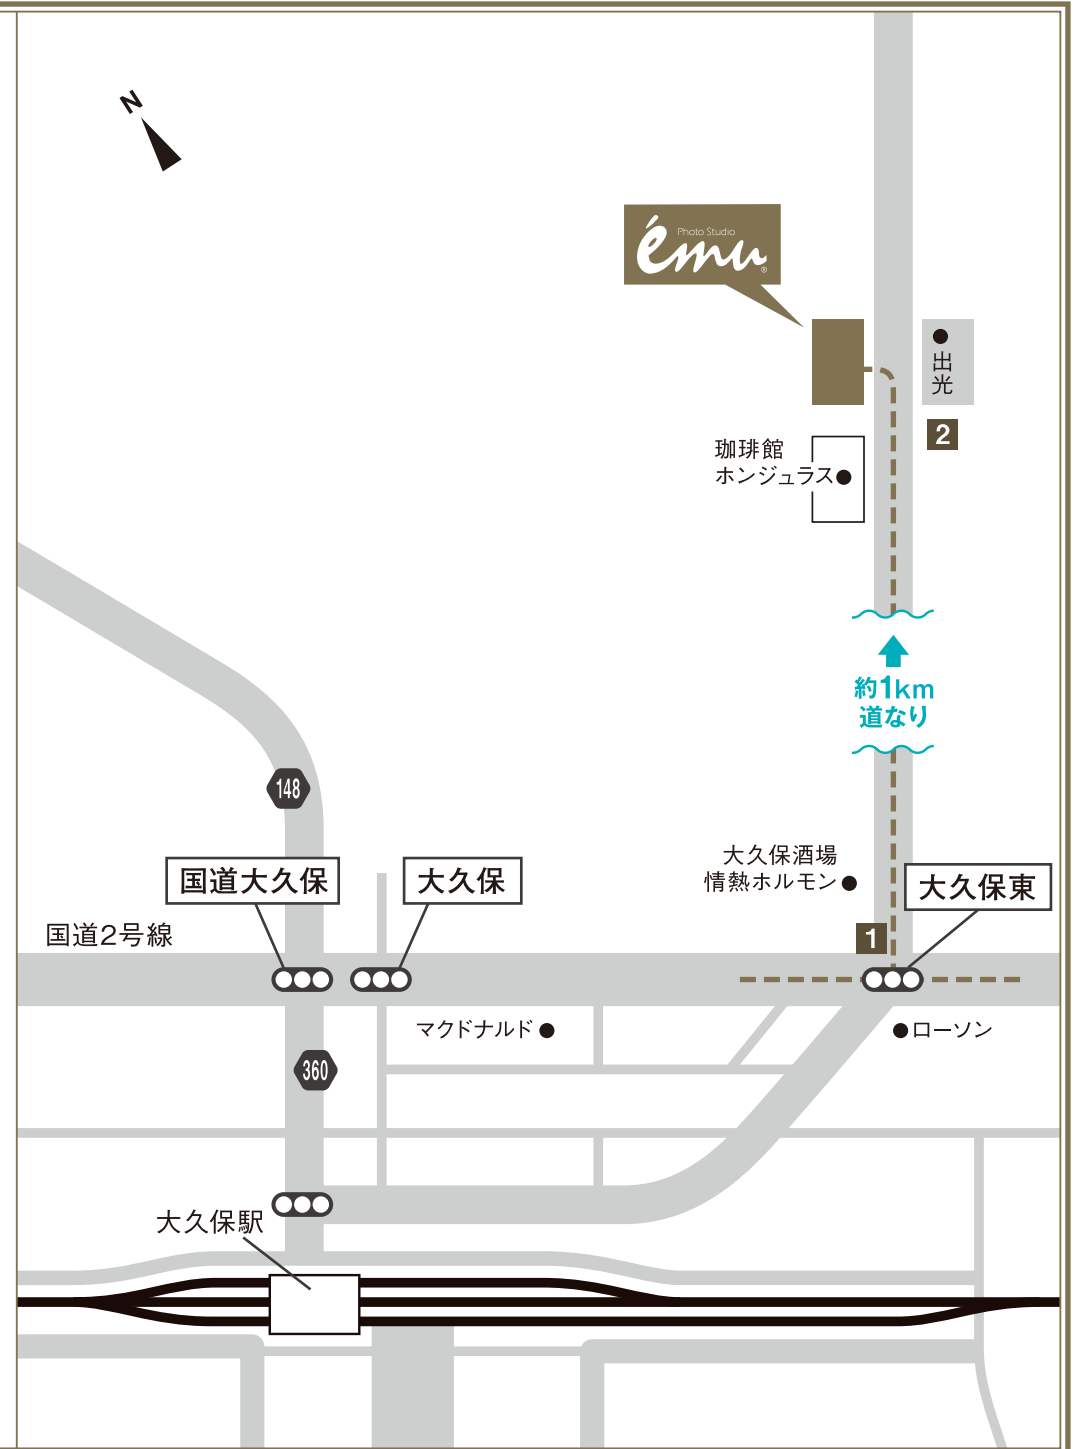 N
Photo Studio
ému®
出光
2
珈琲館
ホンジュラス
約1km
道なり
148
国道大久保
大久保
大久保酒場
情熱ホルモン
大久保東
1
国道2号線
マクドナルド
ローソン
360
大久保駅